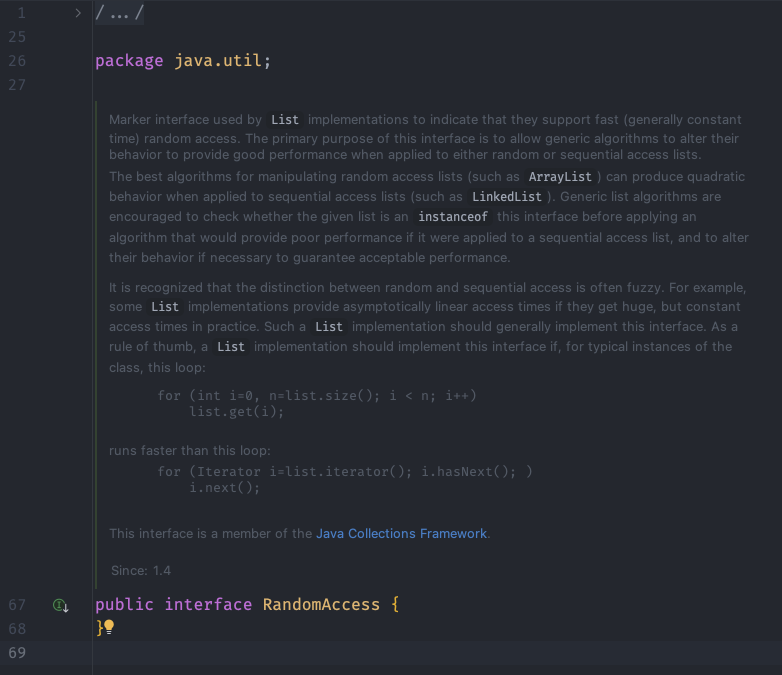 1 > /.../
25
26 package java.util;
27
Marker interface used by List implementations to indicate that they support fast (generally constant
time) random access. The primary purpose of this interface is to allow generic algorithms to alter their
behavior to provide good performance when applied to either random or sequential access lists.
The best algorithms for manipulating random access lists (such as ArrayList ) can produce quadratic
behavior when applied to sequential access lists (such as LinkedList ). Generic list algorithms are
encouraged to check whether the given list is an instanceof this interface before applying an
algorithm that would provide poor performance if it were applied to a sequential access list, and to alter
their behavior if necessary to guarantee acceptable performance.
It is recognized that the distinction between random and sequential access is often fuzzy. For example,
some List implementations provide asymptotically linear access times if they get huge, but constant
access times in practice. Such a List implementation should generally implement this interface. As a
rule of thumb, a List implementation should implement this interface if, for typical instances of the
class, this loop:
for (int i=0, n=list.size(); i < n; i++)
list.get(i);
runs faster than this loop:
for (Iterator i=list.iterator(); i.hasNext(); )
i.next();
This interface is a member of the Java Collections Framework.
Since: 1.4
67 public interface RandomAccess {
68 }
69